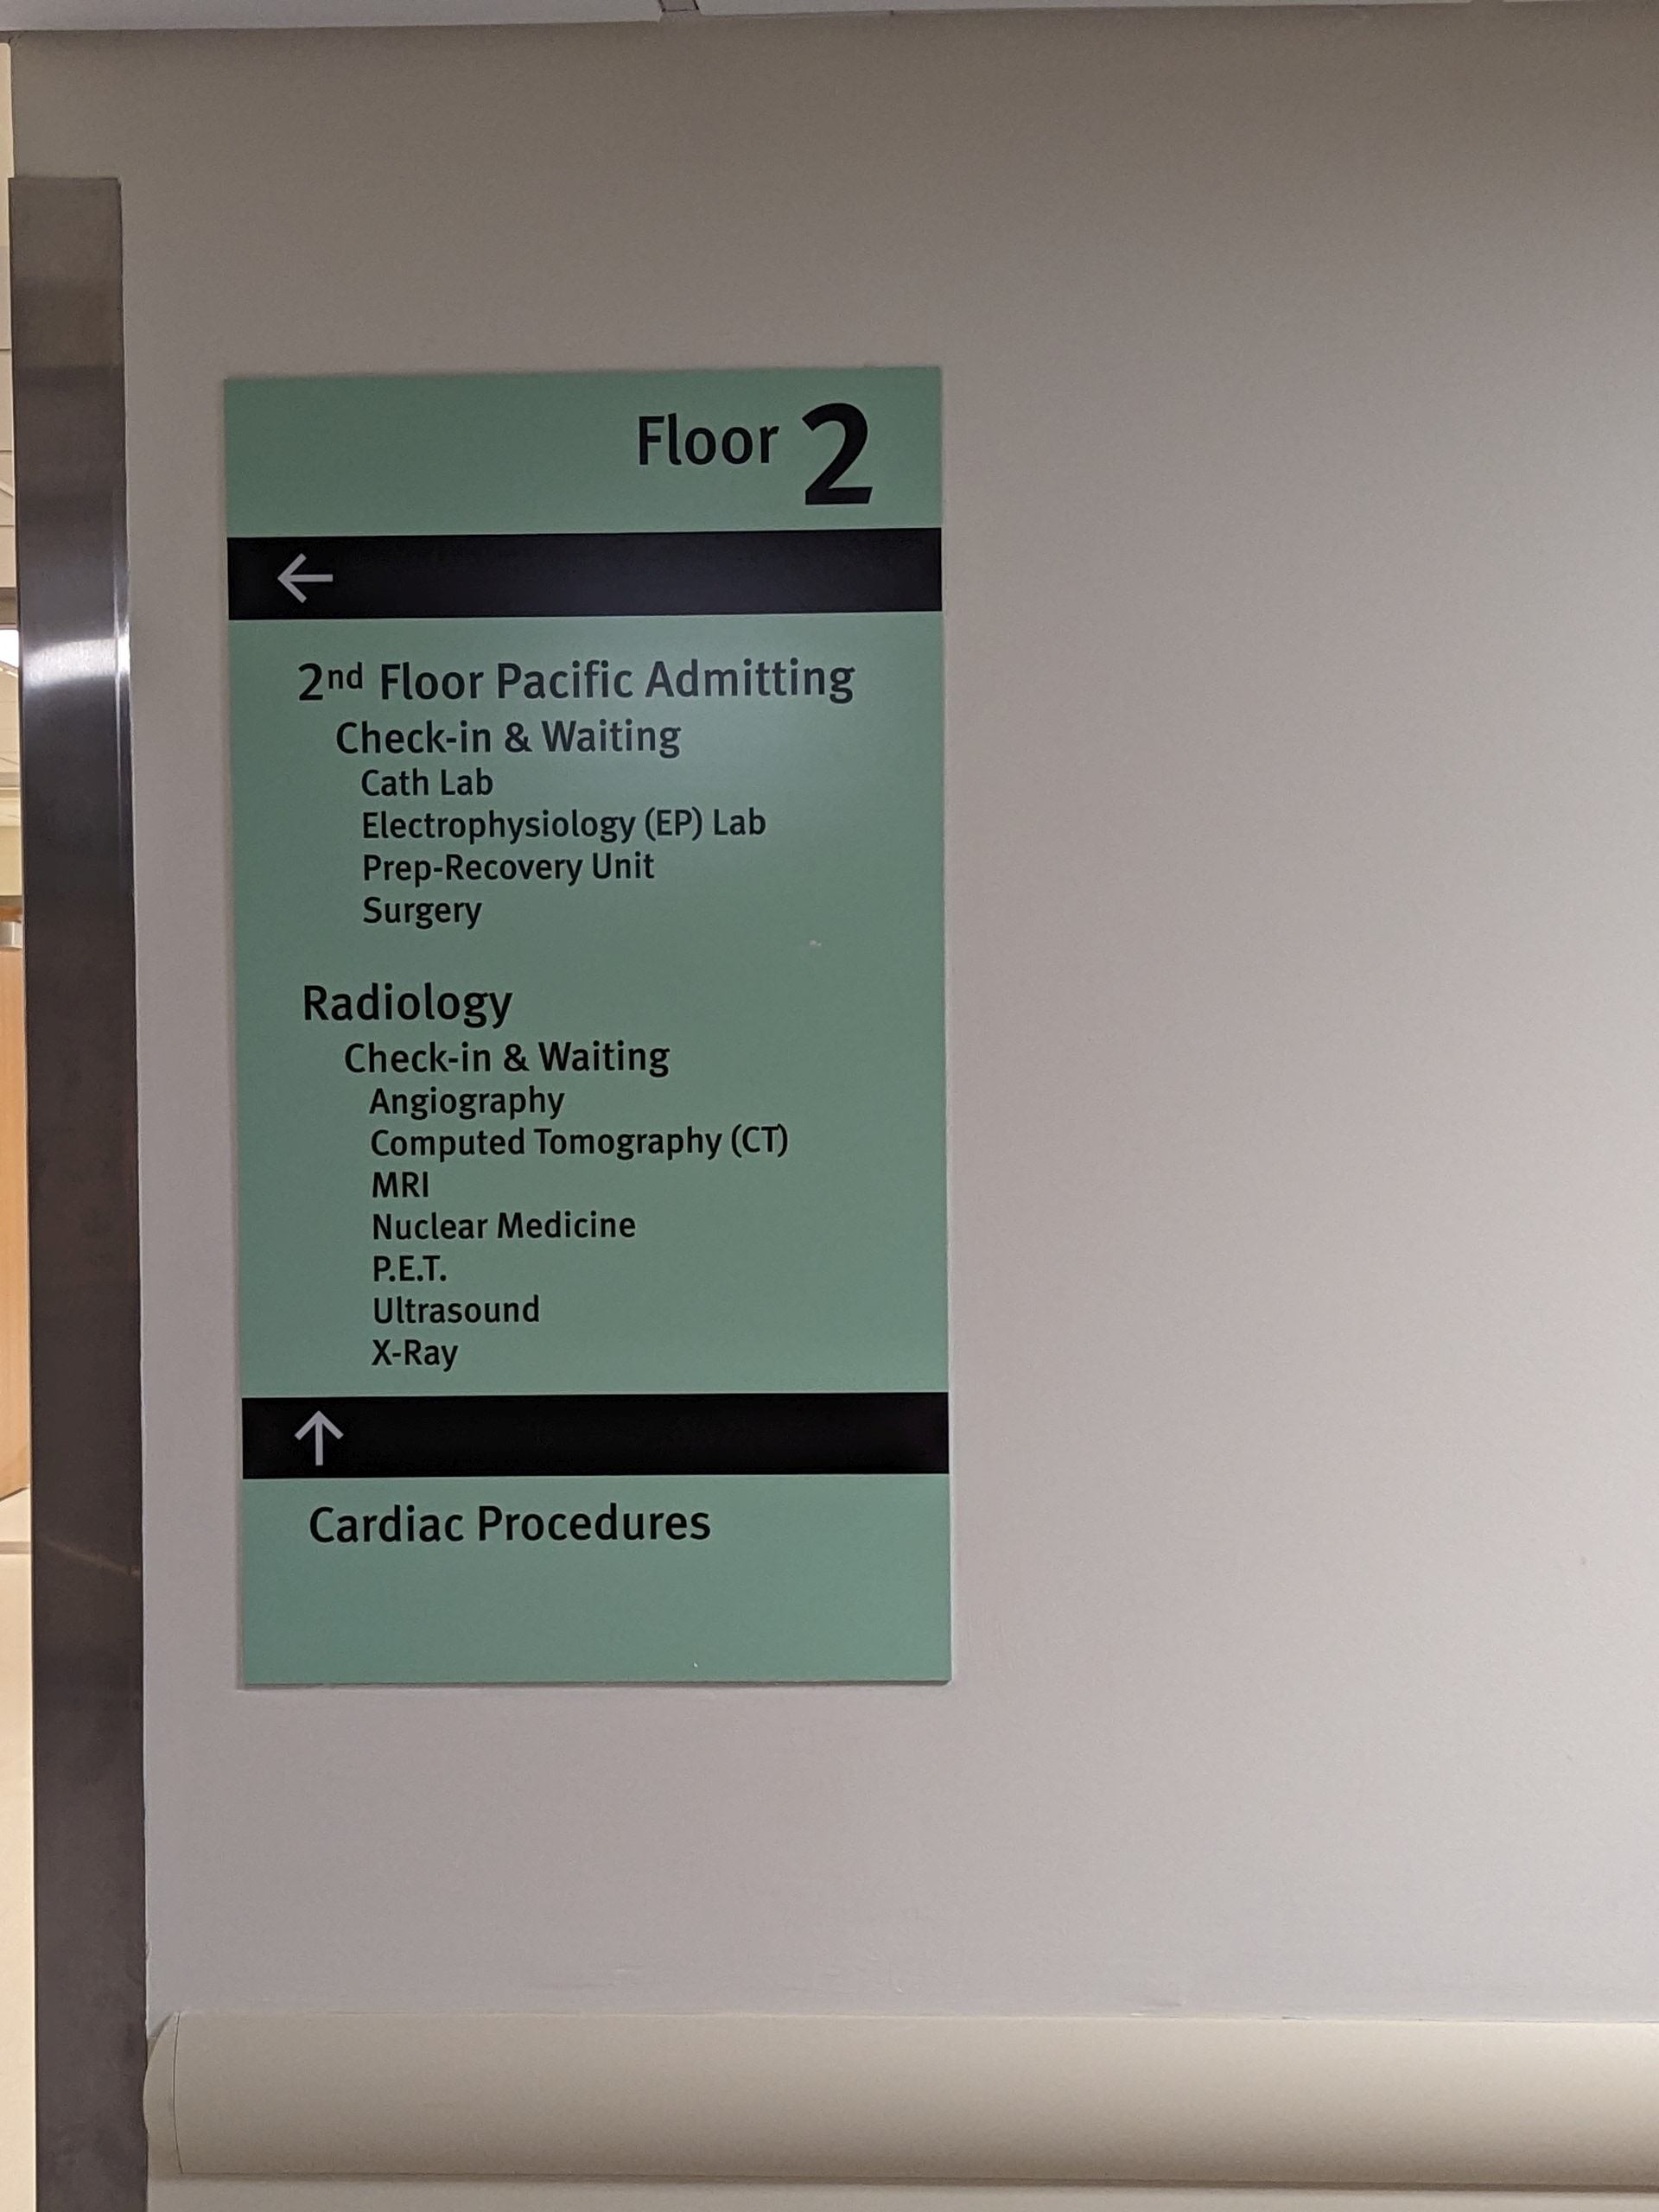 Floor 2
←
2nd Floor Pacific Admitting
Check-in & Waiting
Cath Lab
Electrophysiology (EP) Lab
Prep-Recovery Unit
Surgery
Radiology
Check-in & Waiting
Angiography
Computed Tomography (CT)
MRI
Nuclear Medicine
P.E.T.
Ultrasound
X-Ray
↑
Cardiac Procedures